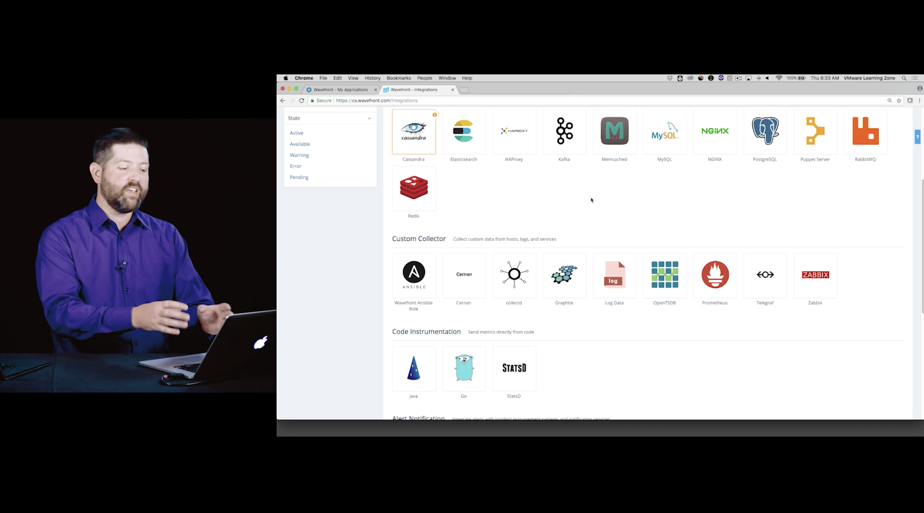 Chrome File Edit View History Bookmarks People Window Help
100% Thu 8:33 AM VMware Learning Zone
Wavefront - My Applications
Wavefront - Integrations
Secure https://cs.wavefront.com/integrations
State
Active
Available
Warning
Error
Pending
cassandra HAPROXY MySQL NGINX
Cassandra Elasticsearch HAProxy Kafka Memcached MySQL NGINX PostgreSQL Puppet Server RabbitMQ
Redis
Custom Collector Collect custom data from hosts, logs, and services
ANSIBLE Cernan log ZABBIX
Wavefront Ansible Role Cernan collectd Graphite Log Data OpenTSDB Prometheus Telegraf Zabbix
Code Instrumentation Send metrics directly from code
STATSD
Java Go StatsD
Alert Notification